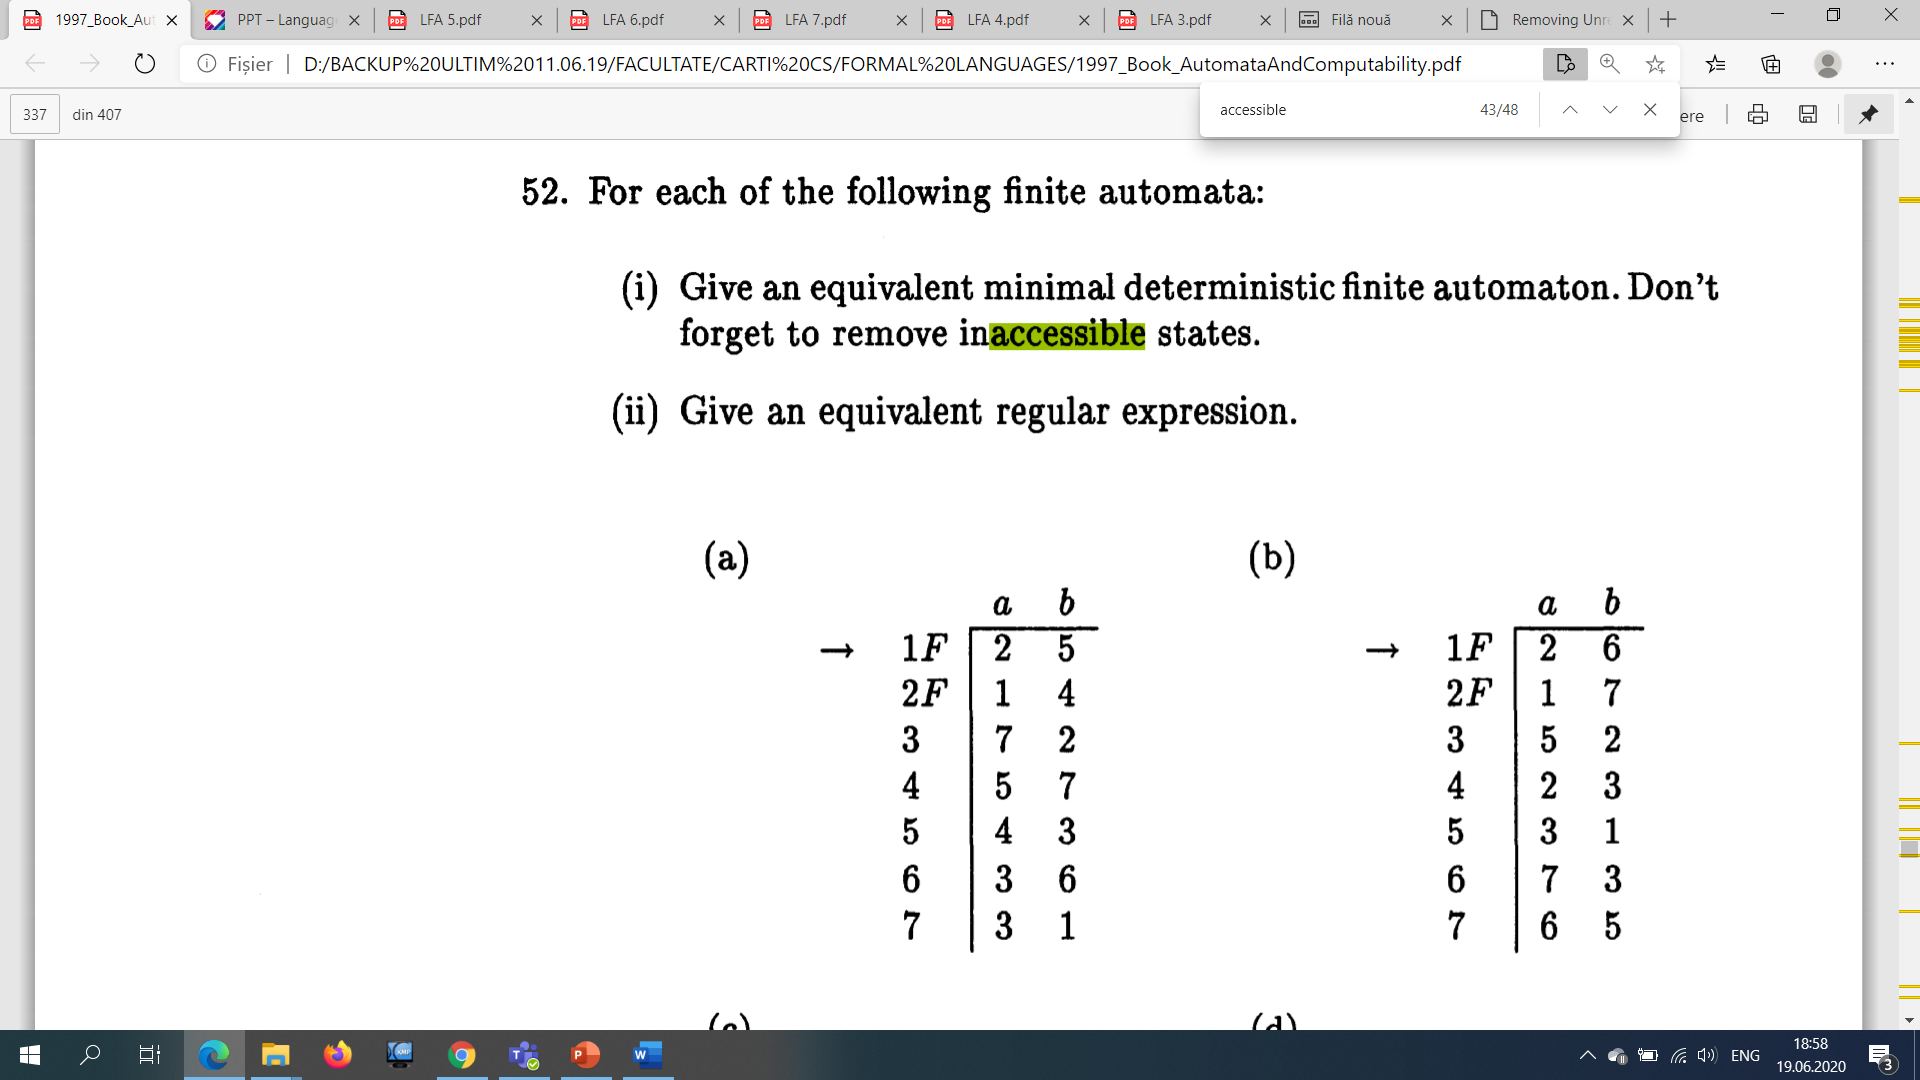 1997_Book_Aut
PPT – Languag
LFA 5.pdf
LFA 6.pdf
LFA 7.pdf
LFA 4.pdf
LFA 3.pdf
Filă nouă
Removing Unre
Fișier
D:/BACKUP%20ULTIM%2011.06.19/FACULTATE/CARTI%20CS/FORMAL%20LANGUAGES/1997_Book_AutomataAndComputability.pdf
337 din 407
accessible 43/48
ere
52. For each of the following finite automata:
(i) Give an equivalent minimal deterministic finite automaton. Don't
forget to remove inaccessible states.
(ii) Give an equivalent regular expression.
(a)
a b
→ 1F 2 5
2F 1 4
3 7 2
4 5 7
5 4 3
6 3 6
7 3 1
(b)
a b
→ 1F 2 6
2F 1 7
3 5 2
4 2 3
5 3 1
6 7 3
7 6 5
(c) (d)
ENG
18:58
19.06.2020
3